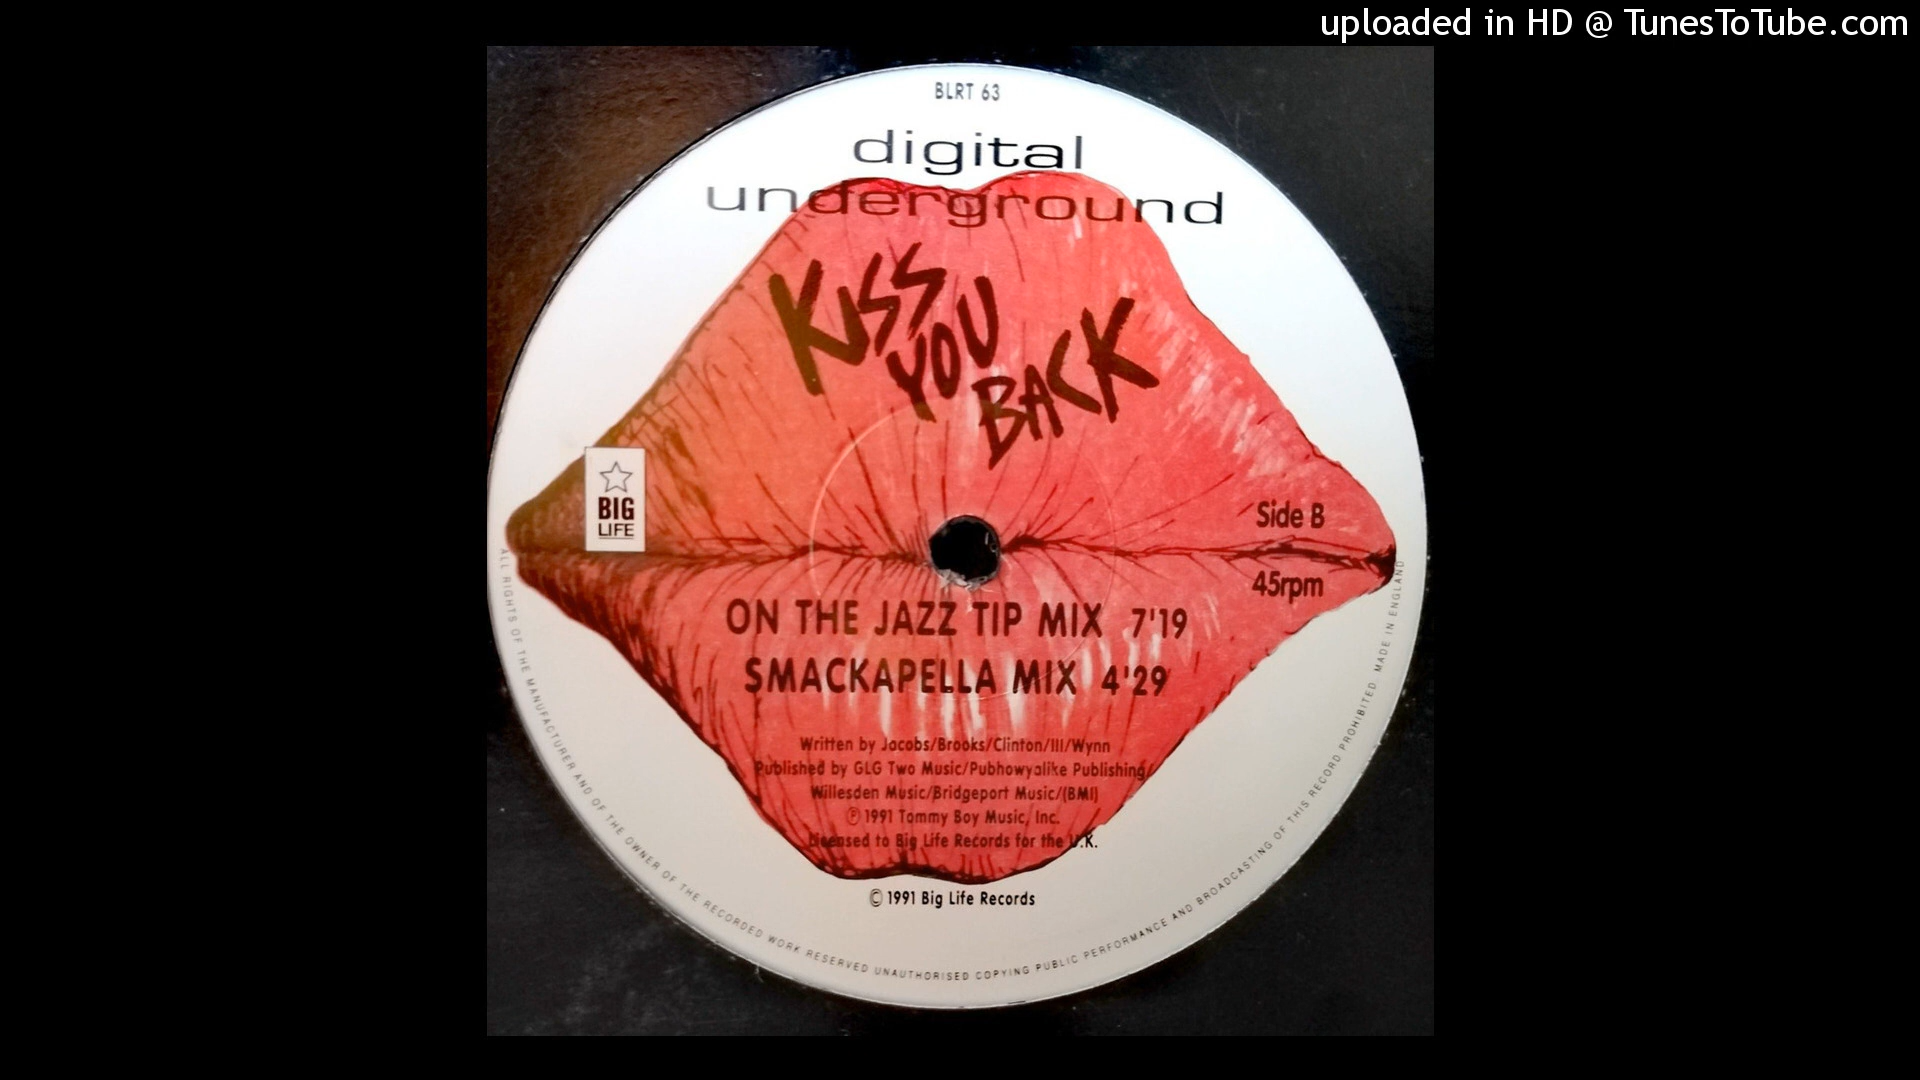 uploaded in HD @ TunesToTube.com
BLRT 63
digital
underground
KISS
YOU
BACK
BIG
LIFE
Side B
45rpm
ON THE JAZZ TIP MIX 7'19
SMACKAPELLA MIX 4'29
Written by Jacobs/Brooks/Clinton/III/Wynn
Published by GLG Two Music/Pubhowyalike Publishing/
Willesden Music/Bridgeport Music/(BMI)
℗ 1991 Tommy Boy Music, Inc.
Licensed to Big Life Records for the U.K.
© 1991 Big Life Records
ALL RIGHTS OF THE MANUFACTURER AND OF THE OWNER OF THE RECORDED WORK RESERVED UNAUTHORISED COPYING PUBLIC PERFORMANCE AND BROADCASTING OF THIS RECORD PROHIBITED. MADE IN ENGLAND